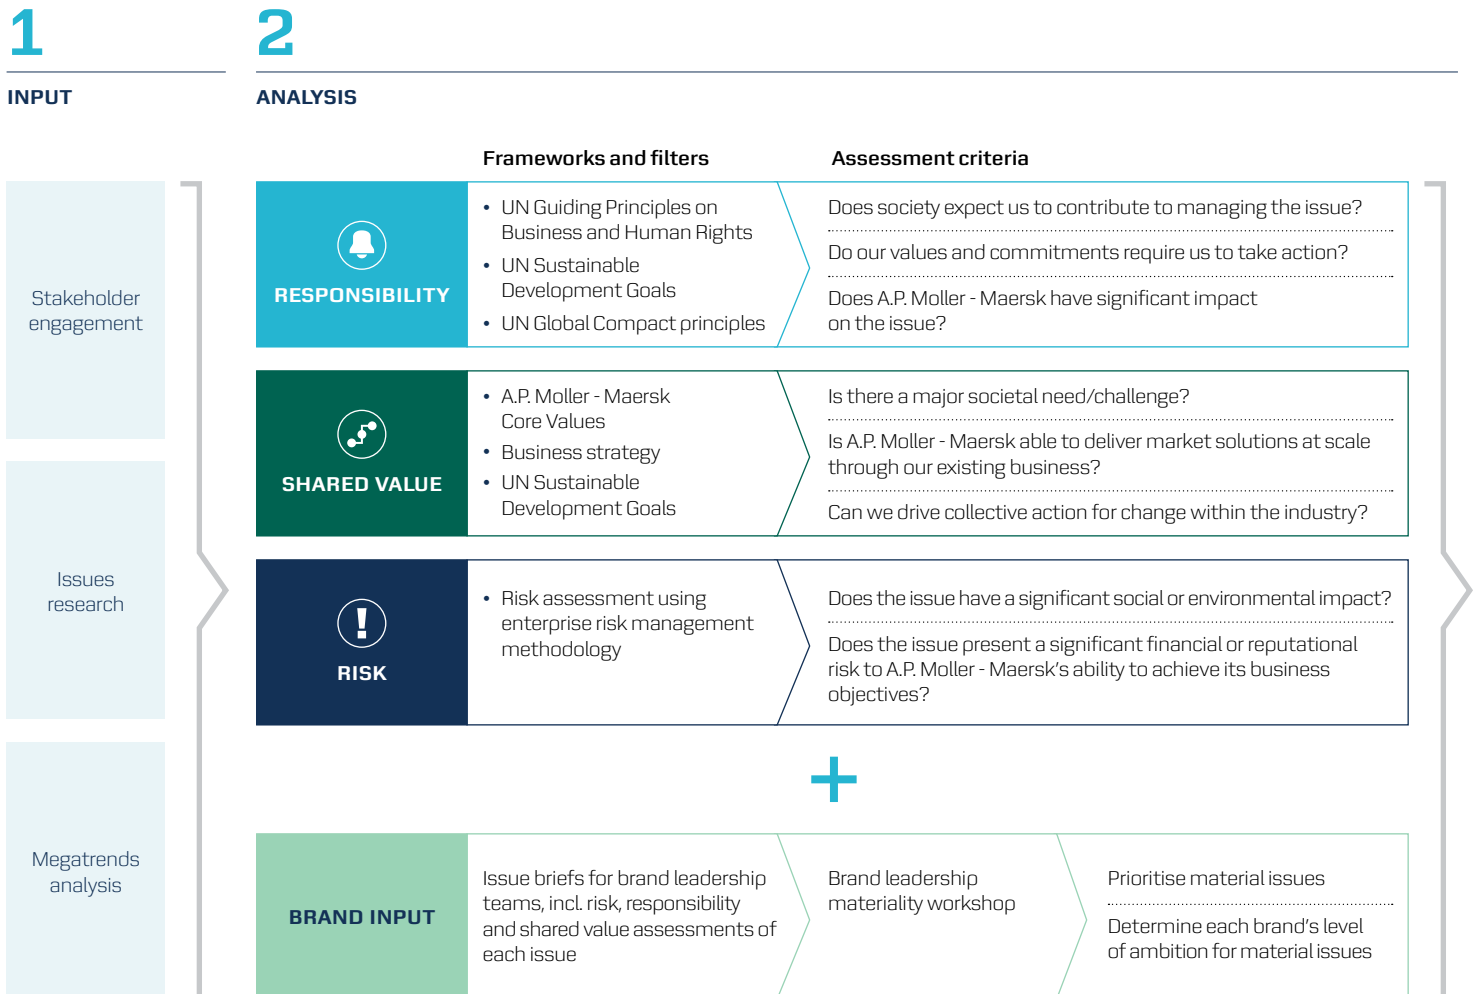 1
INPUT
Stakeholder
engagement
Issues
research
Megatrends
analysis
2
ANALYSIS
Frameworks and filters
Assessment criteria
RESPONSIBILITY
• UN Guiding Principles on
Business and Human Rights
• UN Sustainable
Development Goals
• UN Global Compact principles
Does society expect us to contribute to managing the issue?
Do our values and commitments require us to take action?
Does A.P. Moller - Maersk have significant impact
on the issue?
SHARED VALUE
• A.P. Moller - Maersk
Core Values
• Business strategy
• UN Sustainable
Development Goals
Is there a major societal need/challenge?
Is A.P. Moller - Maersk able to deliver market solutions at scale
through our existing business?
Can we drive collective action for change within the industry?
!
RISK
• Risk assessment using
enterprise risk management
methodology
Does the issue have a significant social or environmental impact?
Does the issue present a significant financial or reputational
risk to A.P. Moller - Maersk's ability to achieve its business
objectives?
+
BRAND INPUT
Issue briefs for brand leadership
teams, incl. risk, responsibility
and shared value assessments of
each issue
Brand leadership
materiality workshop
Prioritise material issues
Determine each brand's level
of ambition for material issues